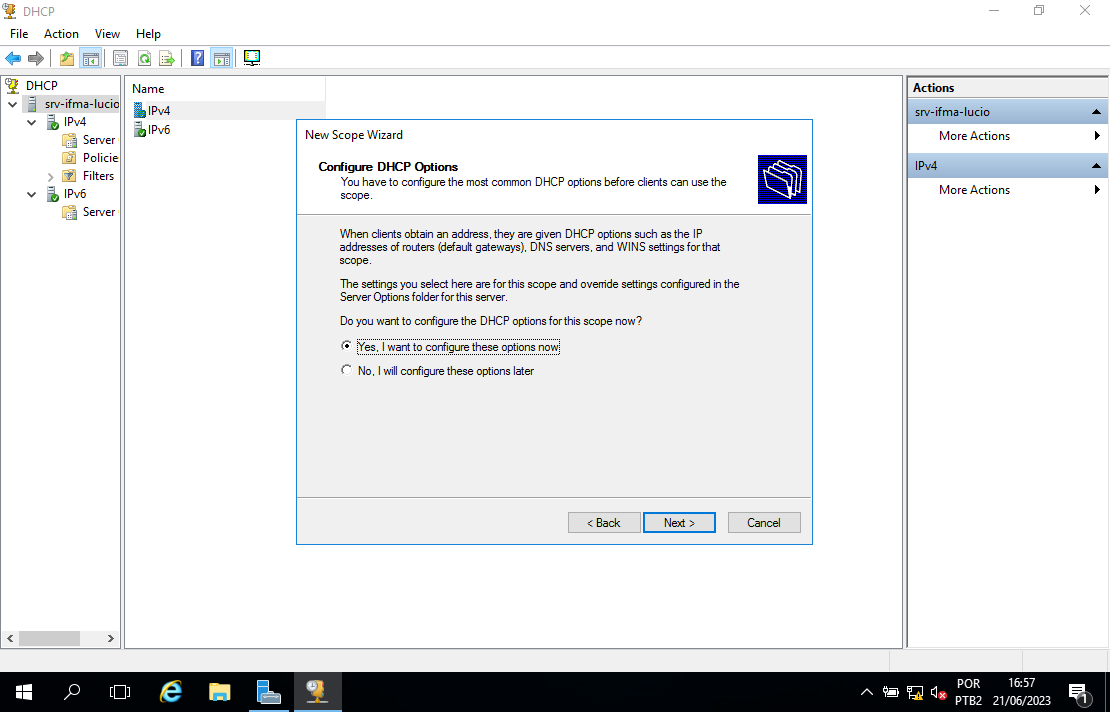 DHCP
File Action View Help
DHCP
srv-ifma-lucio
IPv4
Server
Policie
Filters
IPv6
Server
Name
IPv4
IPv6
New Scope Wizard
Configure DHCP Options
You have to configure the most common DHCP options before clients can use the
scope.
When clients obtain an address, they are given DHCP options such as the IP
addresses of routers (default gateways), DNS servers, and WINS settings for that
scope.
The settings you select here are for this scope and override settings configured in the
Server Options folder for this server.
Do you want to configure the DHCP options for this scope now?
Yes, I want to configure these options now
No, I will configure these options later
< Back Next > Cancel
Actions
srv-ifma-lucio
More Actions
IPv4
More Actions
POR
PTB2
16:57
21/06/2023
1